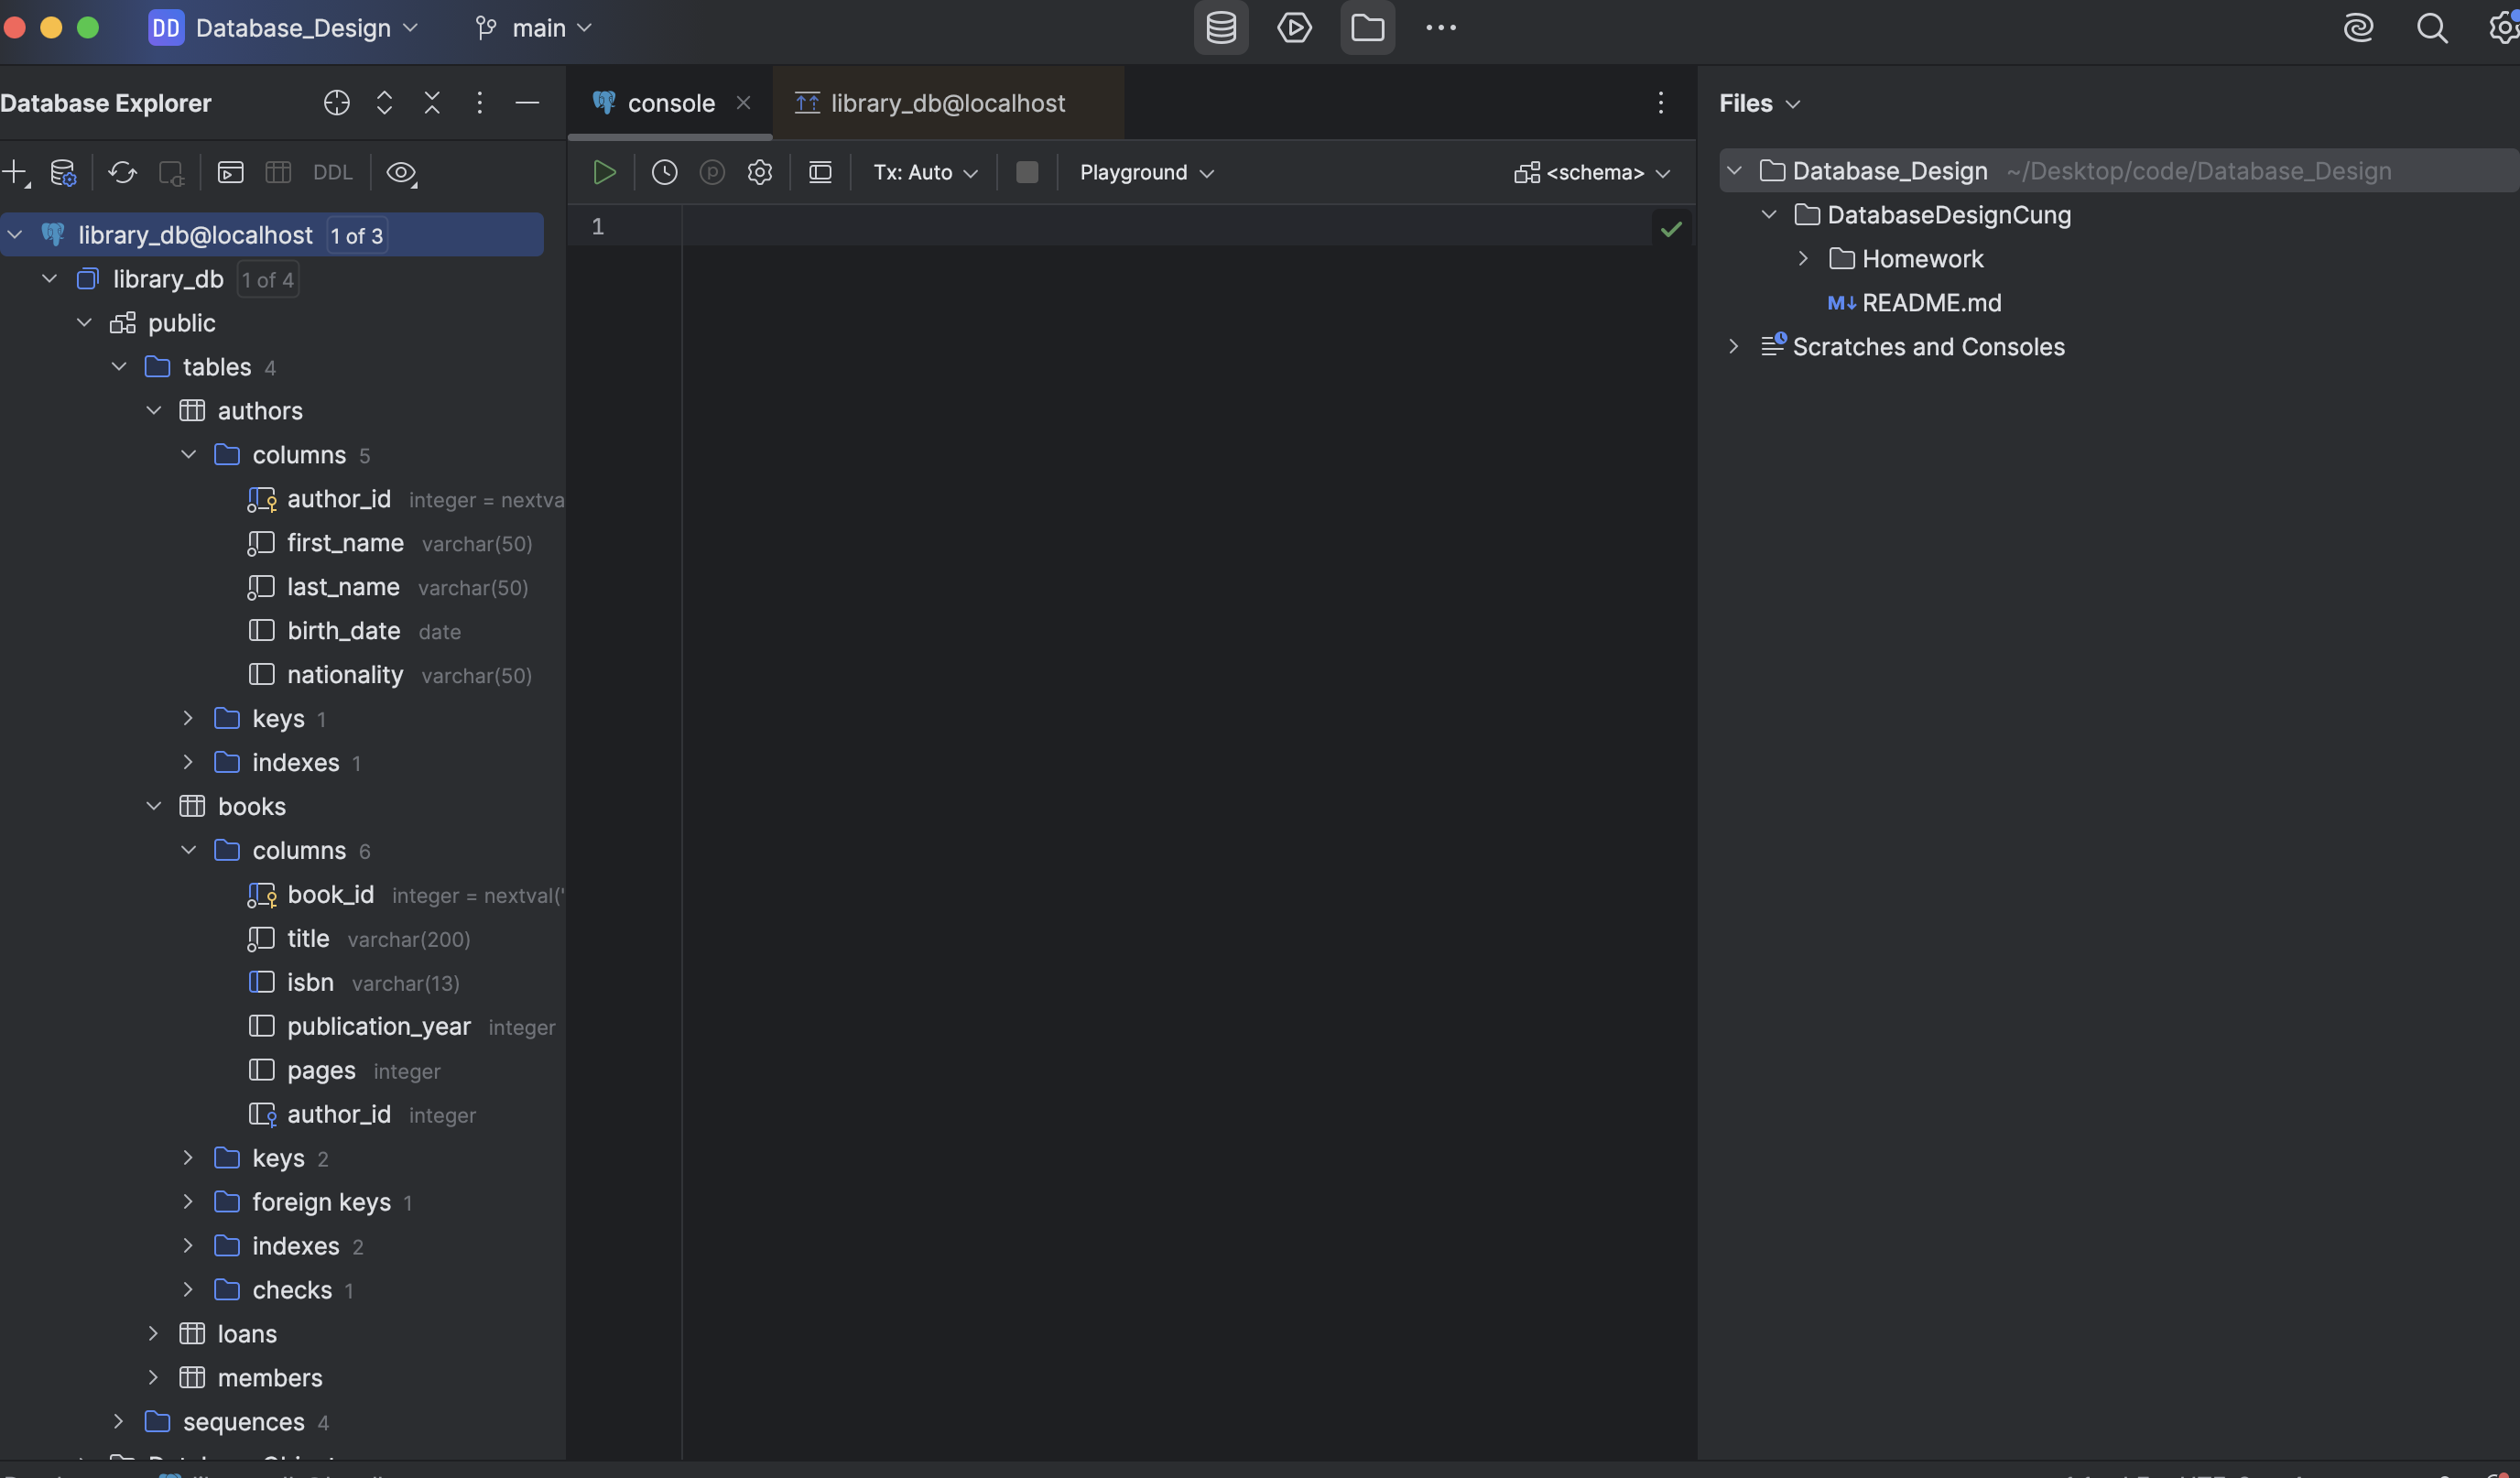 DD Database_Design main
Database Explorer
DDL
library_db@localhost 1 of 3
library_db 1 of 4
public
tables 4
authors
columns 5
author_id integer = nextva
first_name varchar(50)
last_name varchar(50)
birth_date date
nationality varchar(50)
keys 1
indexes 1
books
columns 6
book_id integer = nextval('
title varchar(200)
isbn varchar(13)
publication_year integer
pages integer
author_id integer
keys 2
foreign keys 1
indexes 2
checks 1
loans
members
sequences 4
console library_db@localhost
Tx: Auto Playground <schema>
1
Files
Database_Design ~/Desktop/code/Database_Design
DatabaseDesignCung
Homework
M↓ README.md
Scratches and Consoles